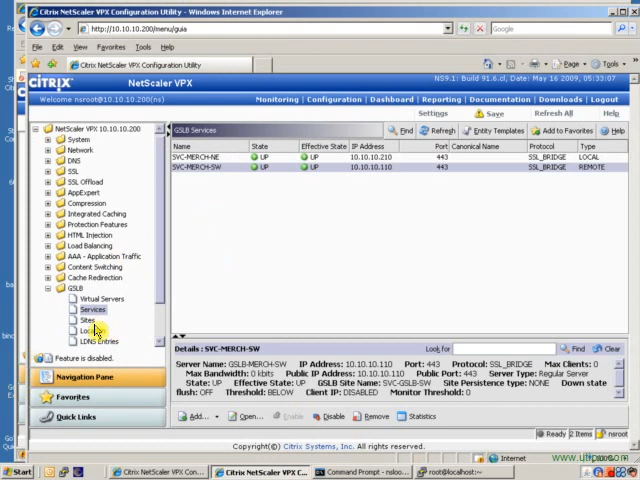 Citrix NetScaler VPX Configuration Utility - Windows Internet Explorer
http://10.10.10.200/menu/guia
Google
File Edit View Favorites Tools Help
Citrix NetScaler VPX Configuration Utility
Page Tools
CITRIX NetScaler VPX
NS9.1: Build 91.6.cl, Date: May 16 2009, 05:33:07
Welcome nsroot@10.10.10.200(ns)
Monitoring | Configuration | Dashboard | Reporting | Documentation | Downloads | Logout
Settings Save Refresh All Help
NetScaler VPX 10.10.10.200
System
Network
DNS
SSL
SSL Offload
AppExpert
Compression
Integrated Caching
Protection Features
HTML Injection
Load Balancing
AAA - Application Traffic
Content Switching
Cache Redirection
GSLB
Virtual Servers
Services
Sites
LDNS Entries
Feature is disabled.
Navigation Pane
Favorites
Quick Links
GSLB Services
Find Refresh Entity Templates Add to Favorites Help
Name State Effective State IP Address Port Canonical Name Protocol Type
SVC-MERCH-NE UP UP 10.10.10.210 443 SSL_BRIDGE LOCAL
SVC-MERCH-SW UP UP 10.10.10.110 443 SSL_BRIDGE REMOTE
Details : SVC-MERCH-SW
Look for Find Clear
Server Name: GSLB-MERCH-SW IP Address: 10.10.10.110 Port: 443 Protocol: SSL_BRIDGE Max Clients: 0
Max Bandwidth: 0 kbits Public IP Address: 10.10.10.110 Public Port: 443 Server Type: Regular Server
State: UP Effective State: UP GSLB Site Name: SVC-GSLB-SW Site Persistence type: NONE Down state
flush: OFF Threshold: BELOW Client IP: DISABLED Monitor Threshold: 0
Add... Open... Enable Disable Remove Statistics
Ready 2 Items nsroot
Copyright(©) Citrix Systems, Inc. All rights reserved.
Internet
Start
Citrix NetScaler VPX Con...
Citrix NetScaler VPX C...
Command Prompt - nsloo...
root@localhost:~